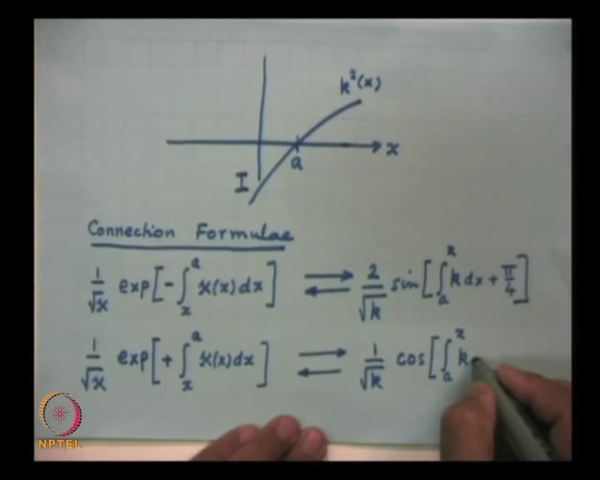 k²(x)
x
a
I
Connection Formulae
1/√ϰ exp[-∫ₓᵃ ϰ(x)dx] ⇄ 2/√k sin[∫ₐˣ k dx + π/4]
1/√ϰ exp[+∫ₓᵃ ϰ(x)dx] ⇄ 1/√k cos[∫ₐˣ k
NPTEL